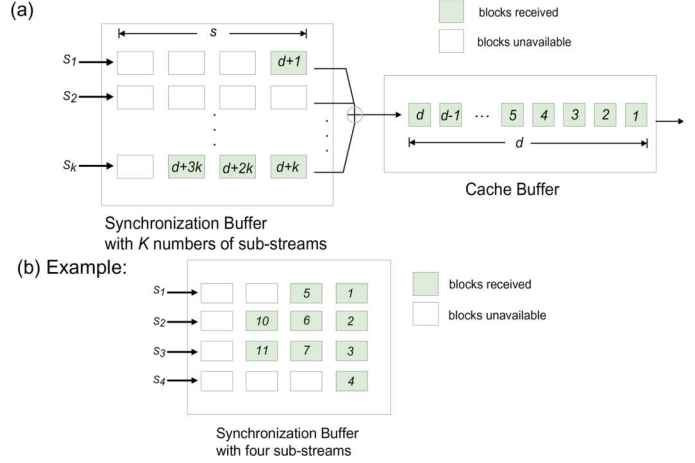 (a)
blocks received
blocks unavailable
s
S1
d+1
S2
Sk
d+3k d+2k d+k
d d-1 ... 5 4 3 2 1
d
Cache Buffer
Synchronization Buffer
with K numbers of sub-streams
(b) Example:
S1 5 1
S2 10 6 2
S3 11 7 3
S4 4
blocks received
blocks unavailable
Synchronization Buffer
with four sub-streams